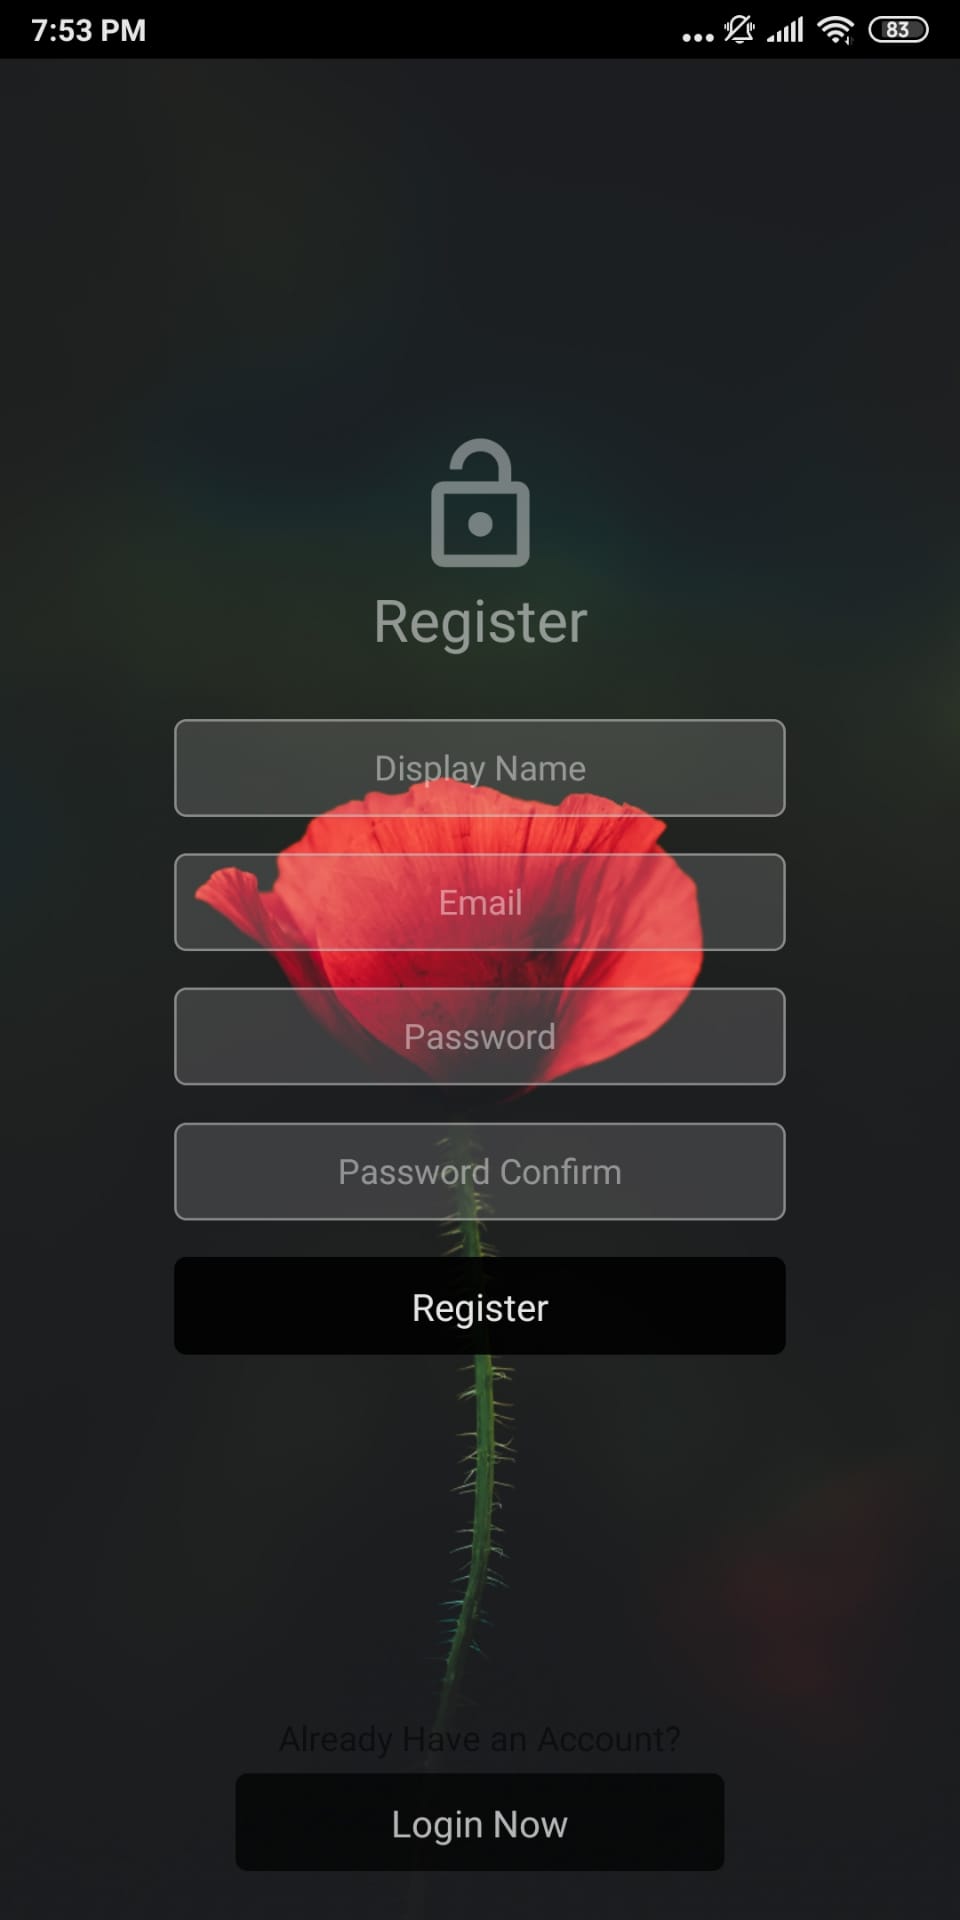 7:53 PM
83
Register
Display Name
Email
Password
Password Confirm
Register
Already Have an Account?
Login Now